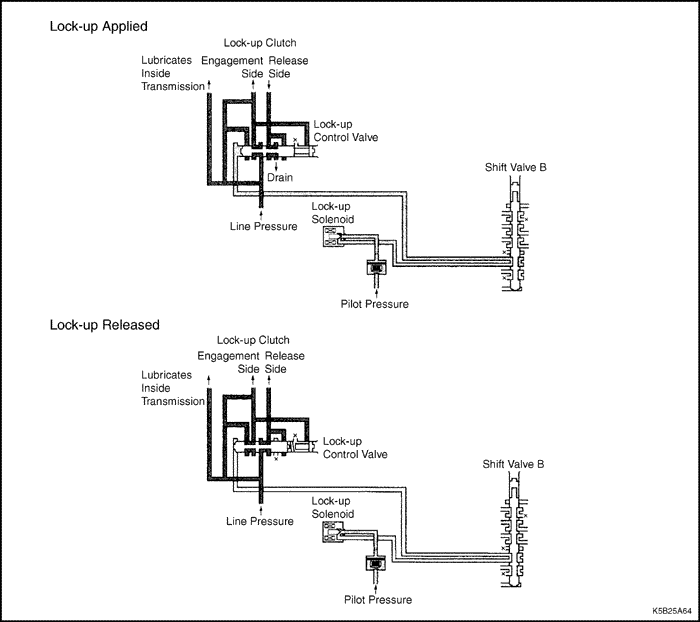 Lock-up Applied
Lock-up Clutch
Lubricates
Inside
Transmission
Engagement
Side
Release
Side
Lock-up
Control Valve
Drain
Line Pressure
Lock-up
Solenoid
Pilot Pressure
Shift Valve B
Lock-up Released
Lock-up Clutch
Engagement
Side
Release
Side
Lubricates
Inside
Transmission
Lock-up
Control Valve
Line Pressure
Lock-up
Solenoid
Pilot Pressure
Shift Valve B
K5B25A64